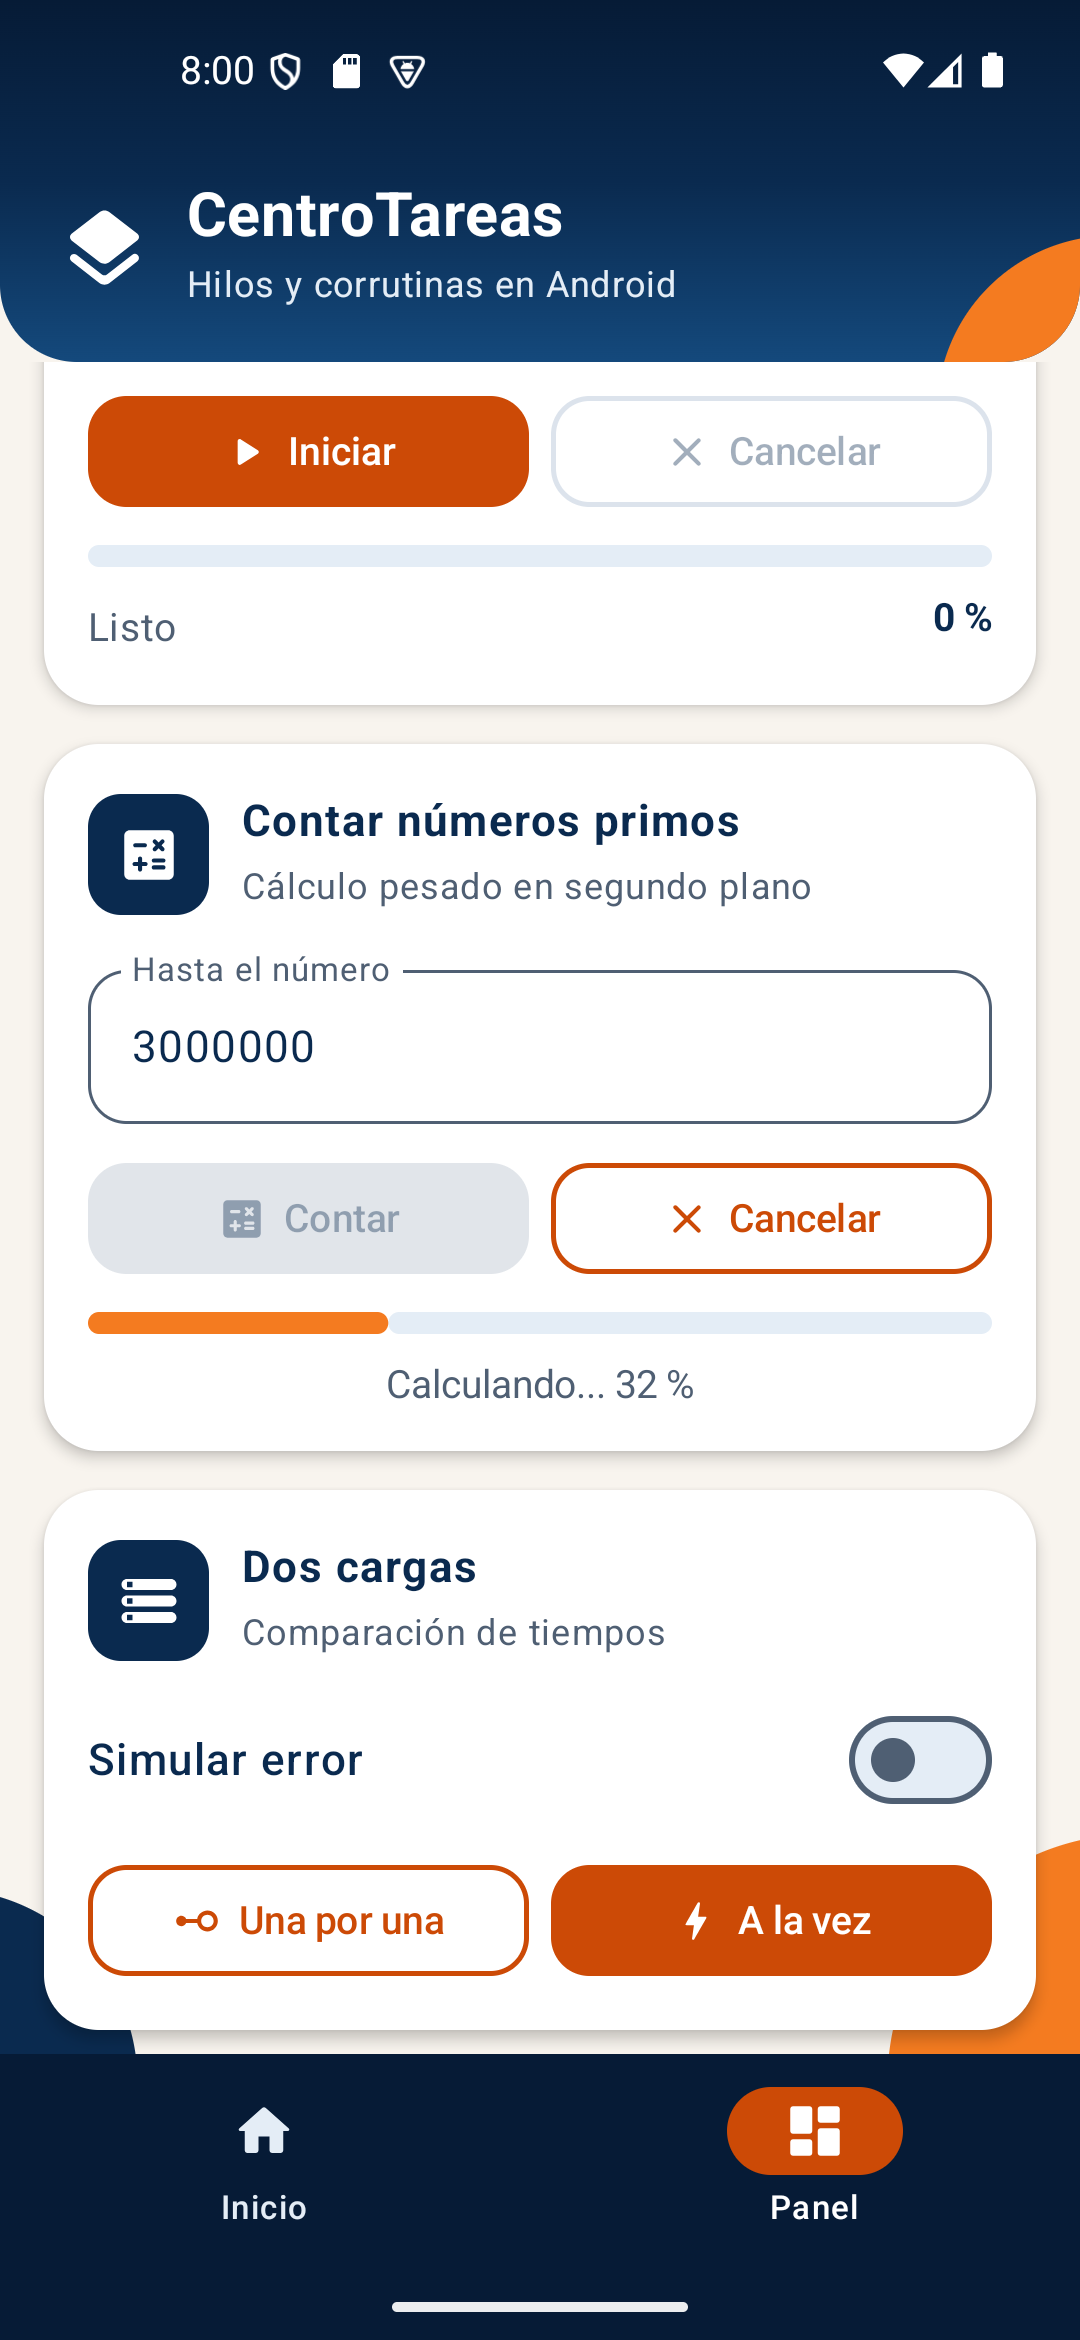 8:00
CentroTareas
Hilos y corrutinas en Android
Iniciar
Cancelar
Listo
0 %
Contar números primos
Cálculo pesado en segundo plano
Hasta el número
3000000
Contar
Cancelar
Calculando... 32 %
Dos cargas
Comparación de tiempos
Simular error
Una por una
A la vez
Inicio
Panel